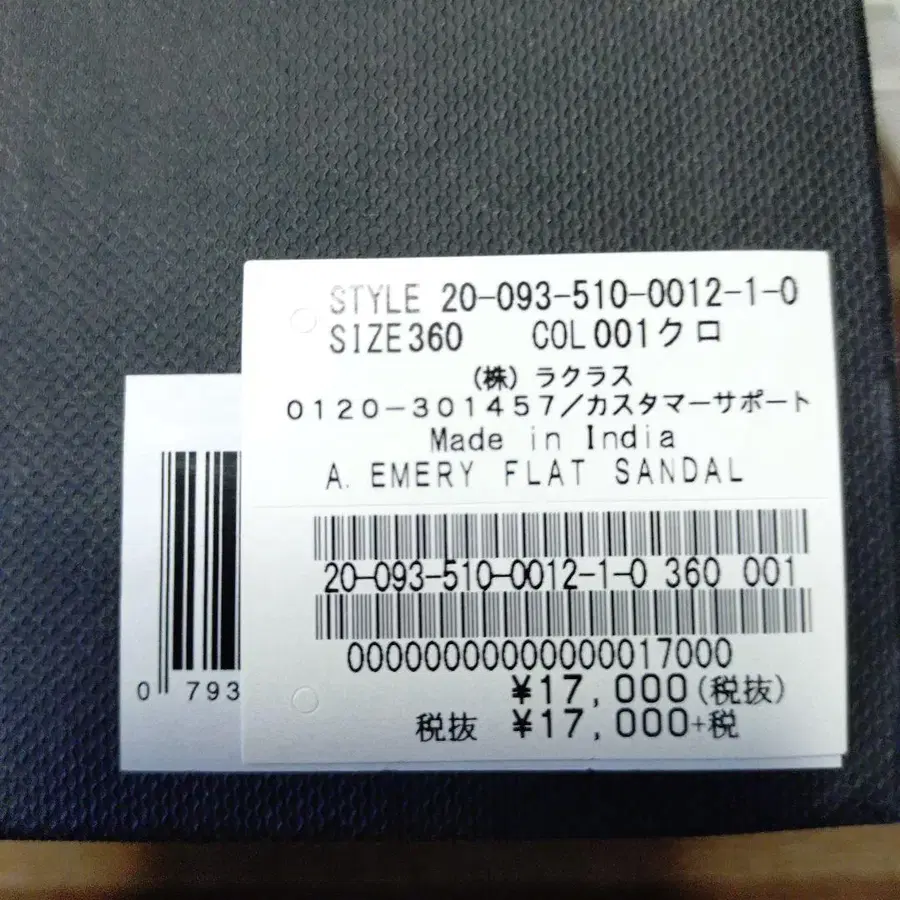 STYLE 20-093-510-0012-1-0
SIZE360 COL001クロ
（株）ラクラス
0120-301457/カスタマーサポート
Made in India
A. EMERY FLAT SANDAL
20-093-510-0012-1-0 360 001
00000000000000017000
¥17,000(税抜)
税抜 ¥17,000+税
0 793